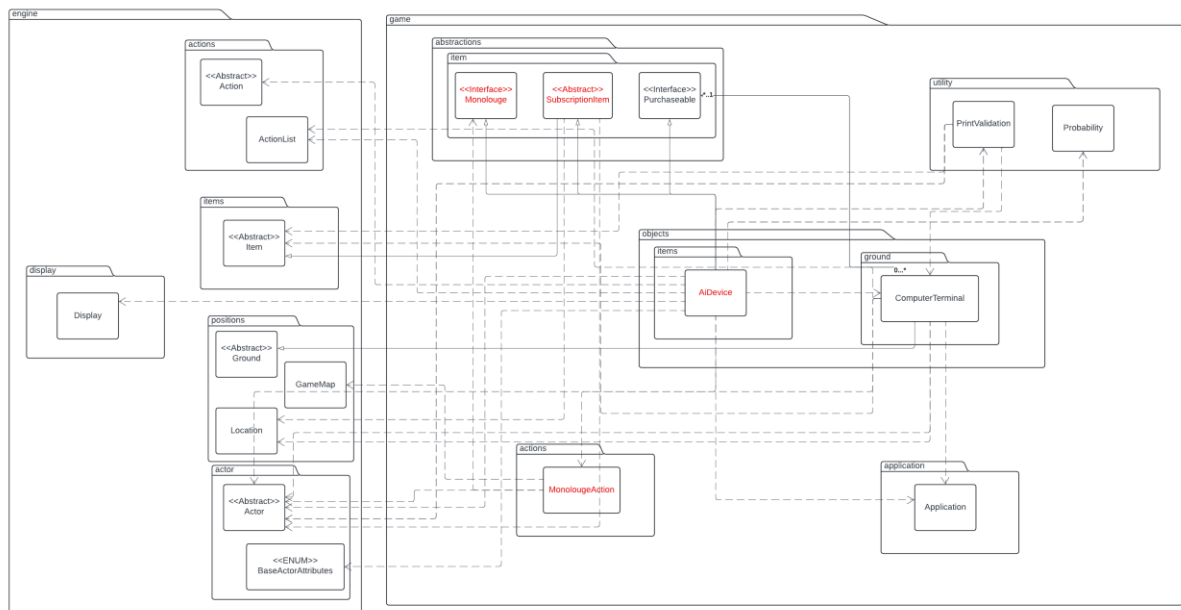 engine
actions
<<Abstract>>
Action
ActionList
items
<<Abstract>>
Item
display
Display
positions
<<Abstract>>
Ground
GameMap
Location
actor
<<Abstract>>
Actor
<<ENUM>>
BaseActorAttributes
game
abstractions
item
<<Interface>>
Monolouge
<<Abstract>>
SubscriptionItem
<<Interface>>
Purchaseable
utility
PrintValidation
Probability
objects
items
AiDevice
ground
0...*
ComputerTerminal
actions
MonolougeAction
application
Application